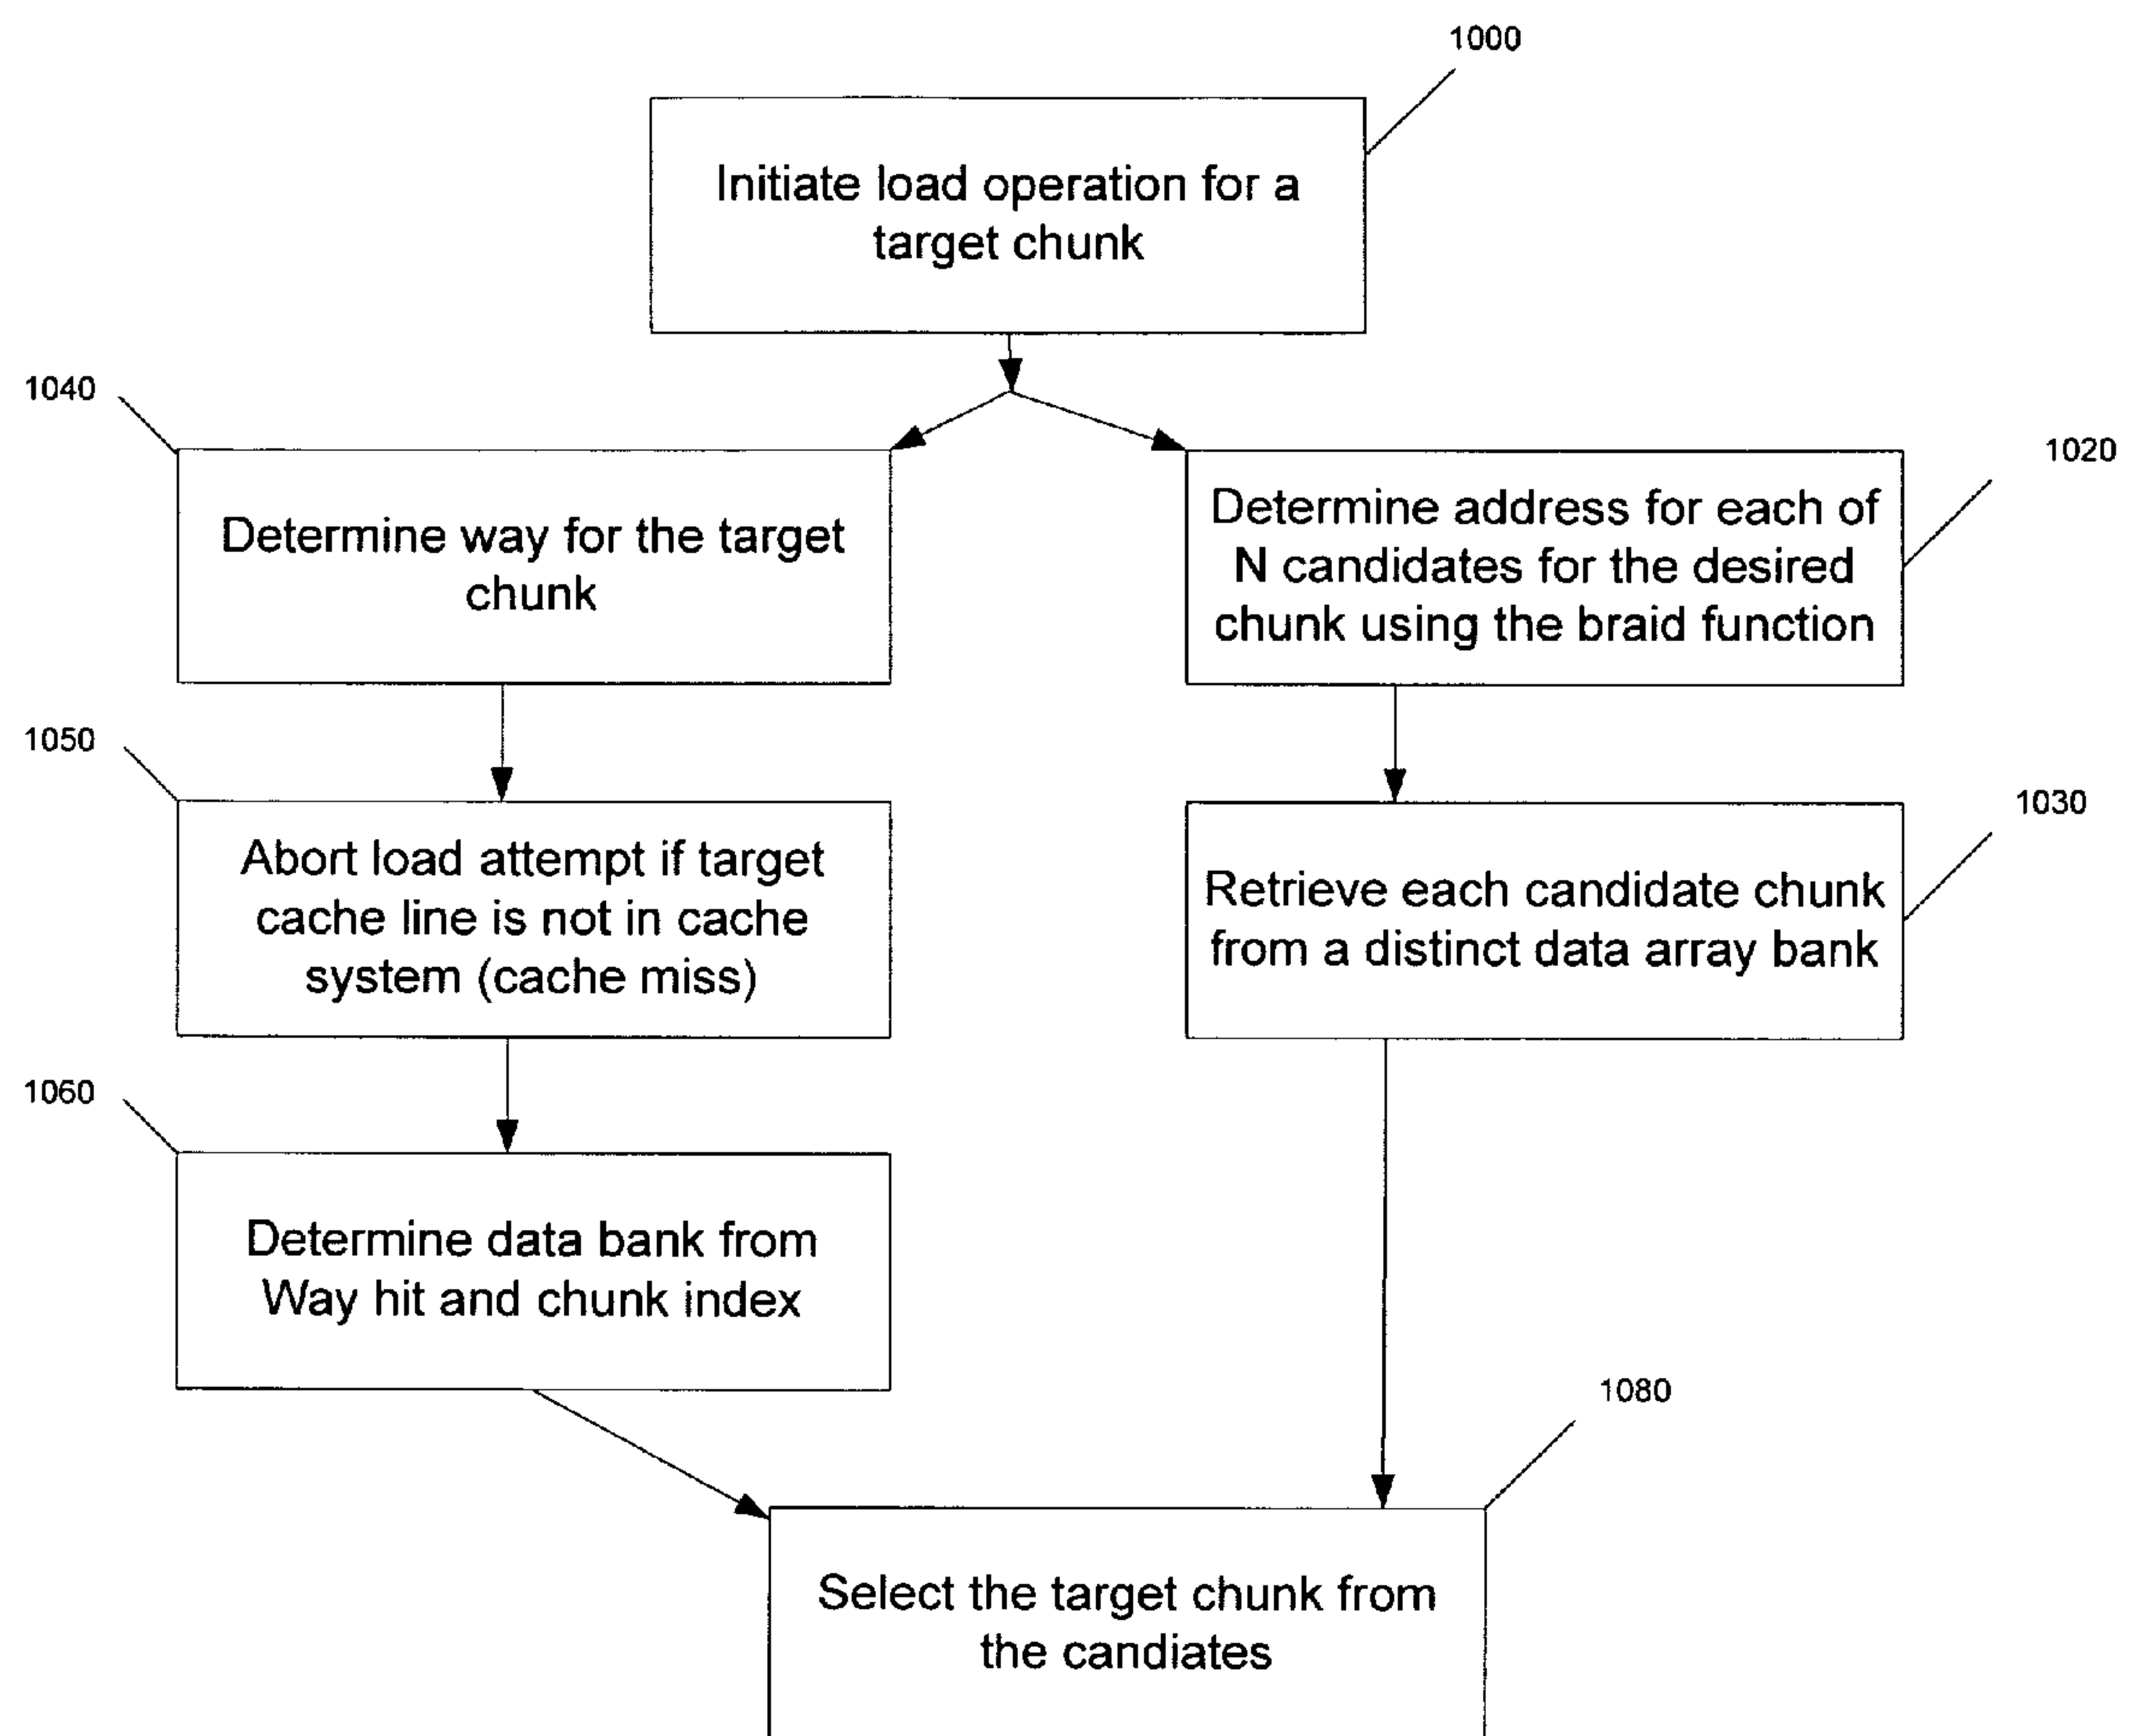 1000
Initiate load operation for a
target chunk
1040
Determine way for the target
chunk
1020
Determine address for each of
N candidates for the desired
chunk using the braid function
1050
Abort load attempt if target
cache line is not in cache
system (cache miss)
1030
Retrieve each candidate chunk
from a distinct data array bank
1060
Determine data bank from
Way hit and chunk index
1080
Select the target chunk from
the candiates